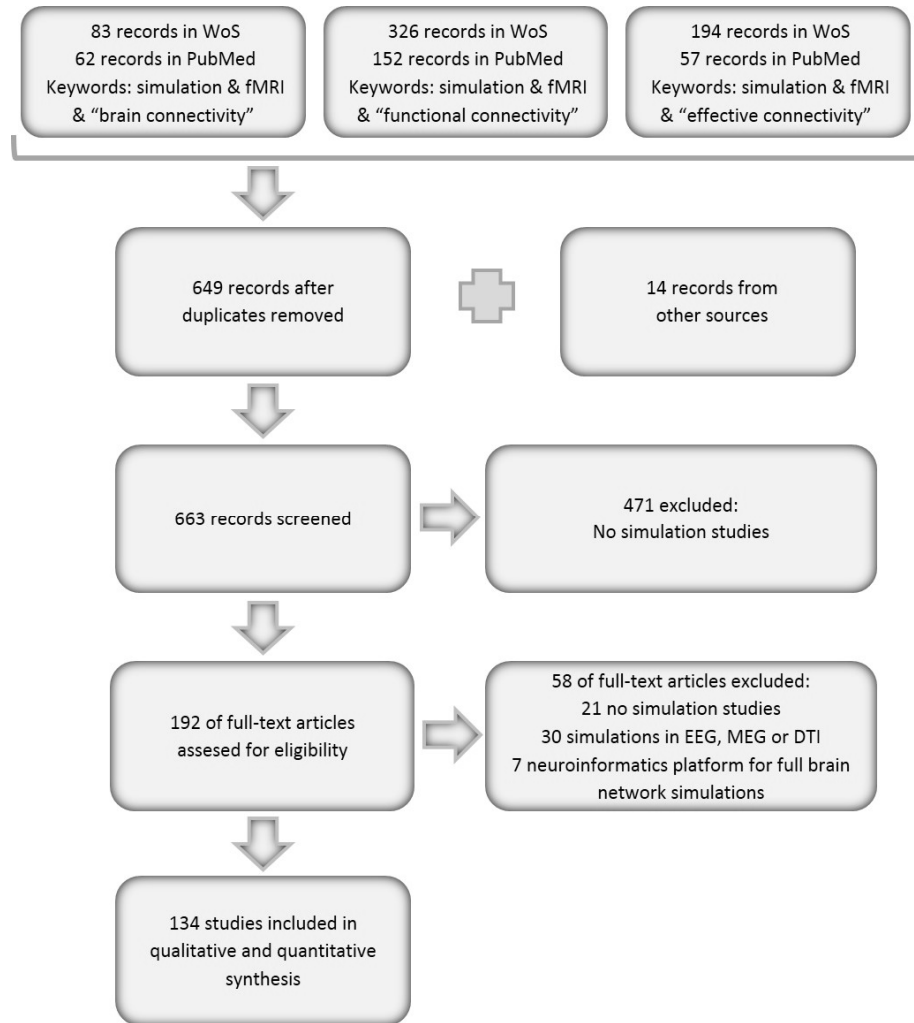 83 records in WoS
62 records in PubMed
Keywords: simulation & fMRI
& “brain connectivity”
326 records in WoS
152 records in PubMed
Keywords: simulation & fMRI
& “functional connectivity”
194 records in WoS
57 records in PubMed
Keywords: simulation & fMRI
& “effective connectivity”
649 records after
duplicates removed
14 records from
other sources
663 records screened
471 excluded:
No simulation studies
192 of full-text articles
assesed for eligibility
58 of full-text articles excluded:
21 no simulation studies
30 simulations in EEG, MEG or DTI
7 neuroinformatics platform for full brain
network simulations
134 studies included in
qualitative and quantitative
synthesis